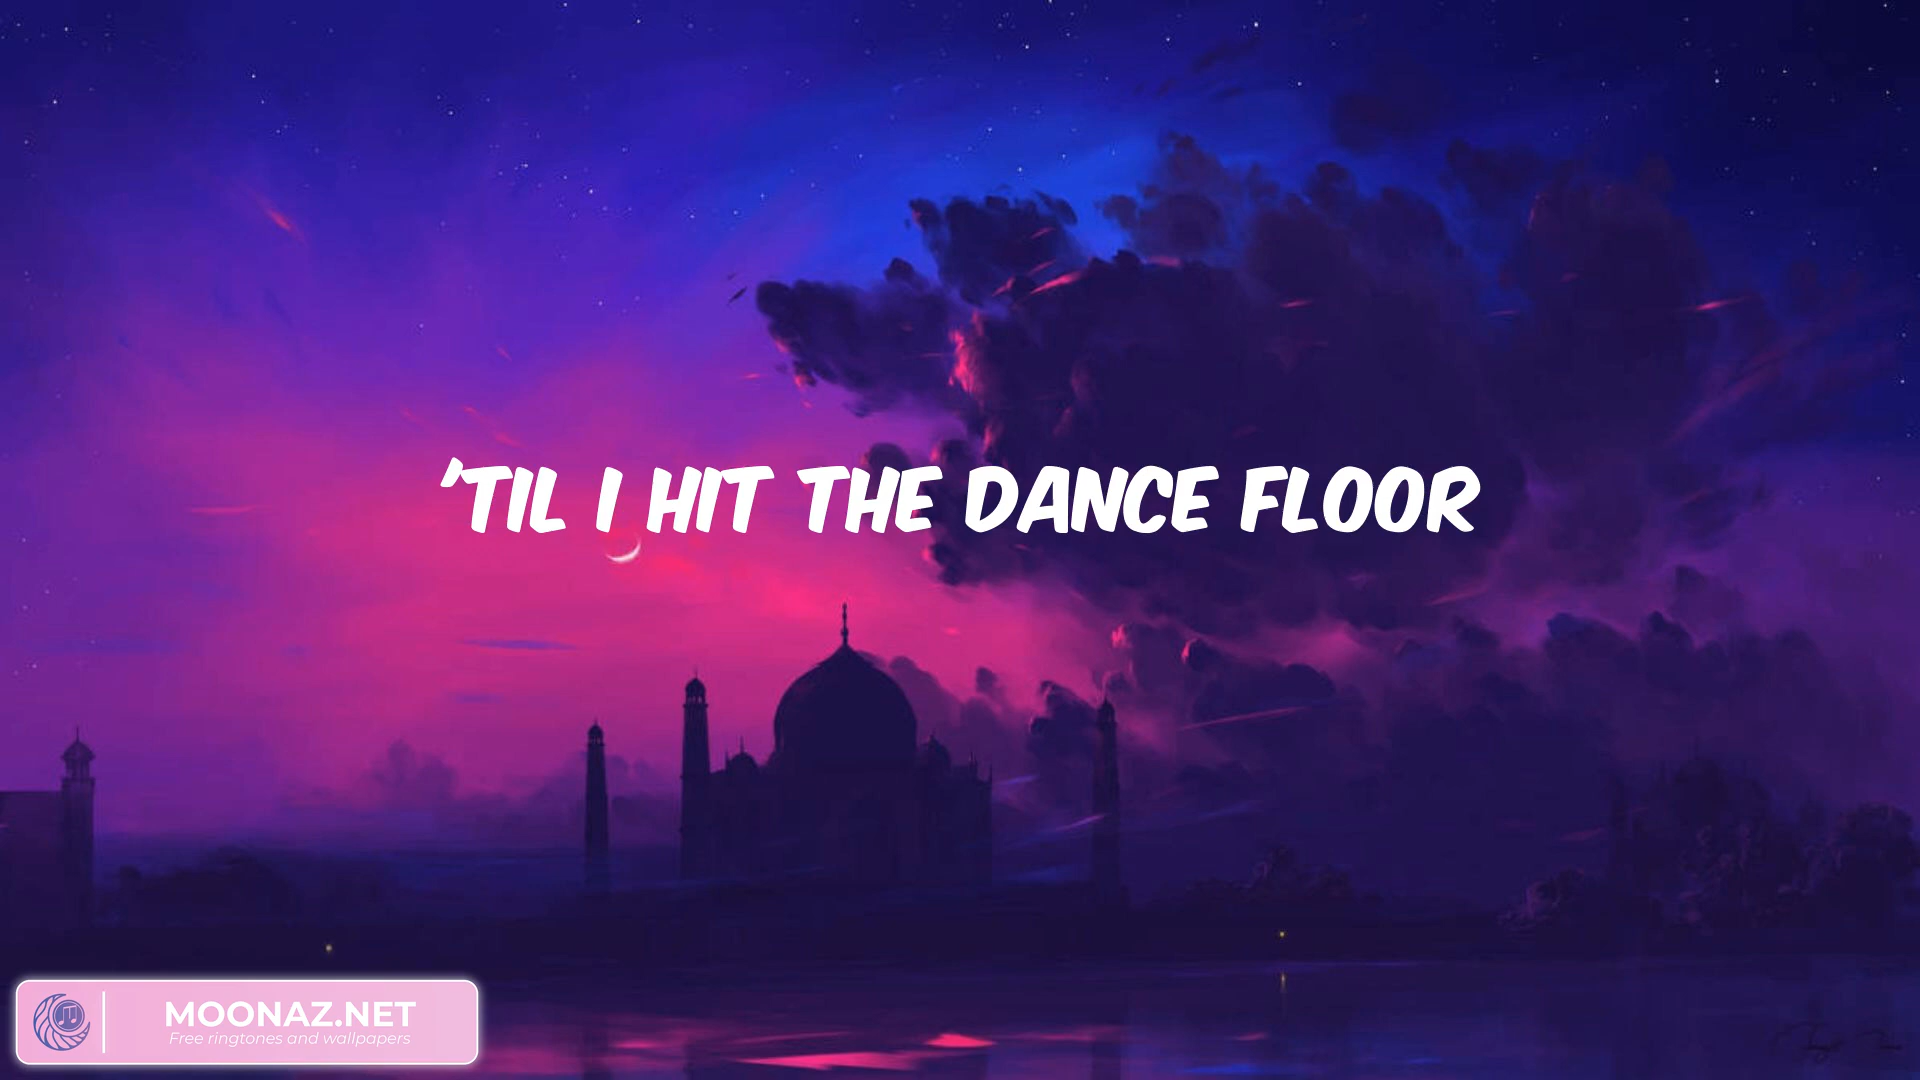 'TIL I HIT THE DANCE FLOOR
MOONAZ.NET
Free ringtones and wallpapers